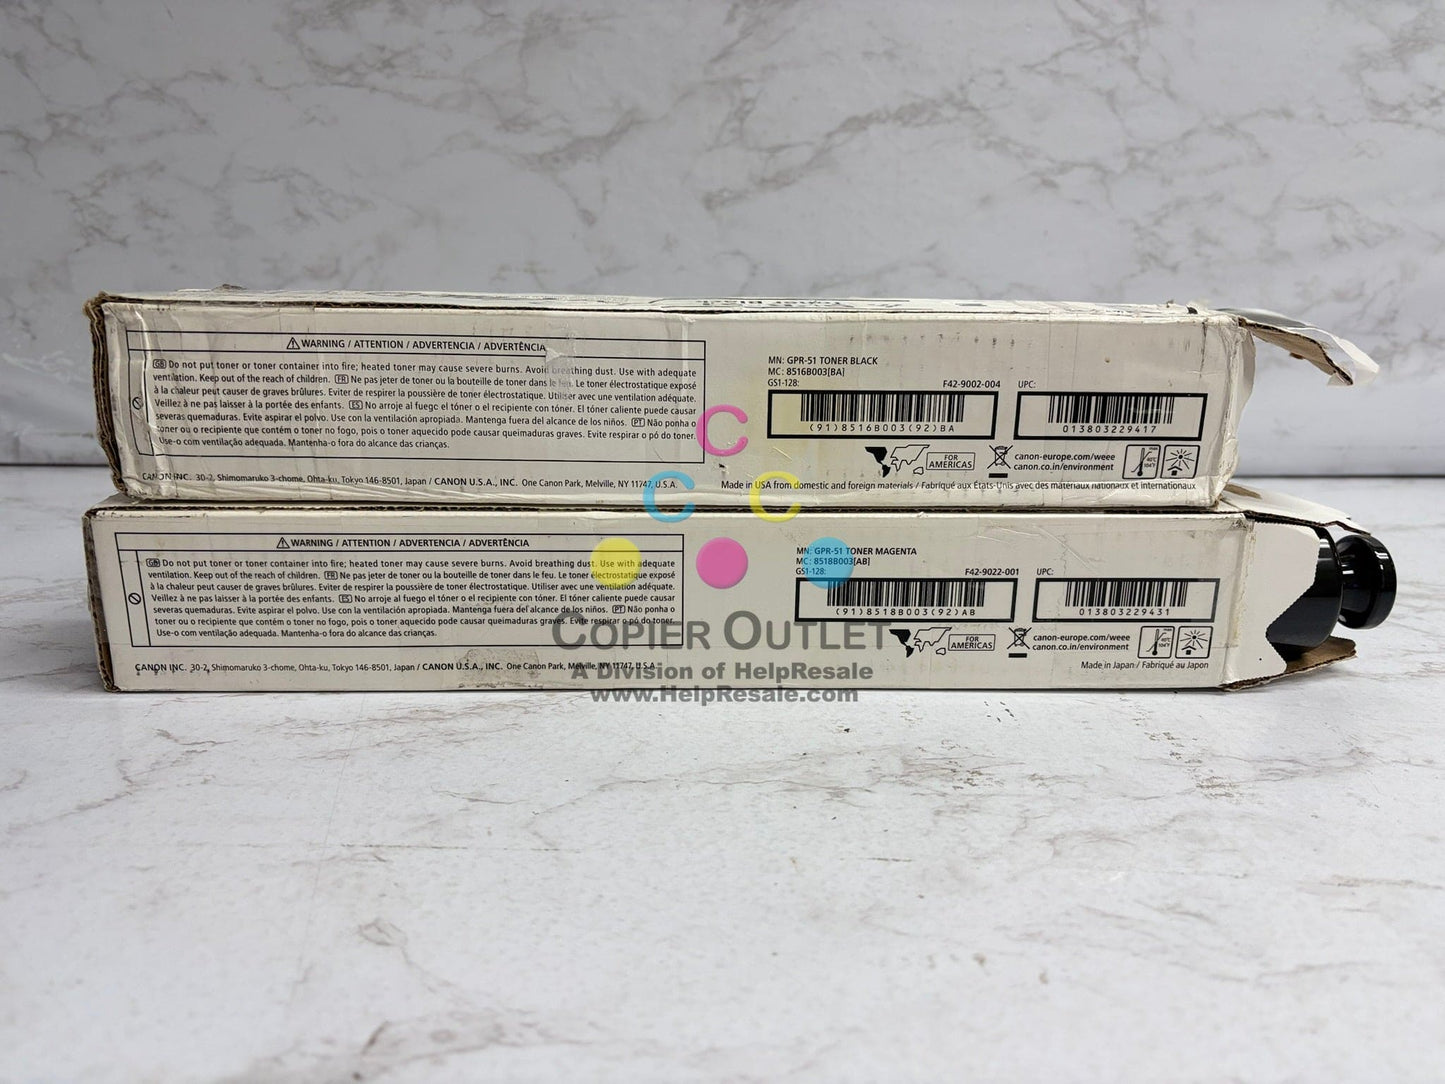 Toner Black
WARNING / ATTENTION / ADVERTENCIA / ADVERTÊNCIA
GB Do not put toner or toner container into fire; heated toner may cause severe burns. Avoid breathing dust. Use with adequate
ventilation. Keep out of the reach of children. FR Ne pas jeter de toner ou la bouteille de toner dans le feu. Le toner électrostatique exposé
à la chaleur peut causer de graves brûlures. Eviter de respirer la poussière de toner électrostatique. Utiliser avec une ventilation adéquate.
Veillez à ne pas laisser à la portée des enfants. ES No arroje al fuego el tóner o el recipiente con tóner. El tóner caliente puede causar
severas quemaduras. Evite aspirar el polvo. Use con la ventilación apropiada. Mantenga fuera del alcance de los niños. PT Não ponha o
toner ou o recipiente que contém o toner no fogo, pois o toner aquecido pode causar queimaduras graves. Evite respirar o pó do toner.
Use-o com ventilação adequada. Mantenha-o fora do alcance das crianças.
CANON INC. 30-2, Shimomaruko 3-chome, Ohta-ku, Tokyo 146-8501, Japan / CANON U.S.A., INC. One Canon Park, Melville, NY 11747, U.S.A.
MN: GPR-51 TONER BLACK
MC: 8516B003[BA]
GS1-128: F42-9002-004 UPC:
(91)8516B003(92)BA 013803229417
FOR AMERICAS
canon-europe.com/weee
canon.co.in/environment
40°C
104°F
Made in USA from domestic and foreign materials / Fabriqué aux États-Unis avec des matériaux nationaux et internationaux
WARNING / ATTENTION / ADVERTENCIA / ADVERTÊNCIA
GB Do not put toner or toner container into fire; heated toner may cause severe burns. Avoid breathing dust. Use with adequate
ventilation. Keep out of the reach of children. FR Ne pas jeter de toner ou la bouteille de toner dans le feu. Le toner électrostatique exposé
à la chaleur peut causer de graves brûlures. Eviter de respirer la poussière de toner électrostatique. Utiliser avec une ventilation adéquate.
Veillez à ne pas laisser à la portée des enfants. ES No arroje al fuego el tóner o el recipiente con tóner. El tóner caliente puede causar
severas quemaduras. Evite aspirar el polvo. Use con la ventilación apropiada. Mantenga fuera del alcance de los niños. PT Não ponha o
toner ou o recipiente que contém o toner no fogo, pois o toner aquecido pode causar queimaduras graves. Evite respirar o pó do toner.
Use-o com ventilação adequada. Mantenha-o fora do alcance das crianças.
CANON INC. 30-2, Shimomaruko 3-chome, Ohta-ku, Tokyo 146-8501, Japan / CANON U.S.A., INC. One Canon Park, Melville, NY 11747, U.S.A.
MN: GPR-51 TONER MAGENTA
MC: 8518B003[AB]
GS1-128: F42-9022-001 UPC:
(91)8518B003(92)AB 013803229431
FOR AMERICAS
canon-europe.com/weee
canon.co.in/environment
40°C
104°F
Made in Japan / Fabriqué au Japon
C
C C
COPIER OUTLET
A Division of HelpResale
www.HelpResale.com